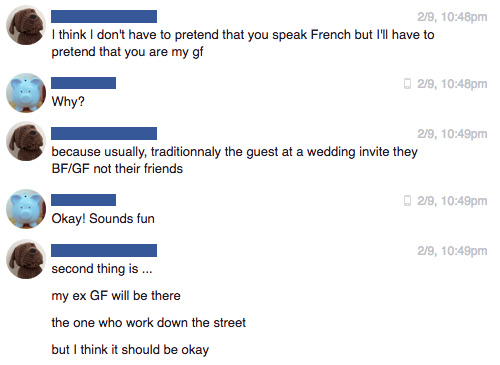 2/9, 10:48pm
I think I don't have to pretend that you speak French but I'll have to
pretend that you are my gf
2/9, 10:48pm
Why?
2/9, 10:49pm
because usually, traditionnaly the guest at a wedding invite they
BF/GF not their friends
2/9, 10:49pm
Okay! Sounds fun
2/9, 10:49pm
second thing is ...
my ex GF will be there
the one who work down the street
but I think it should be okay